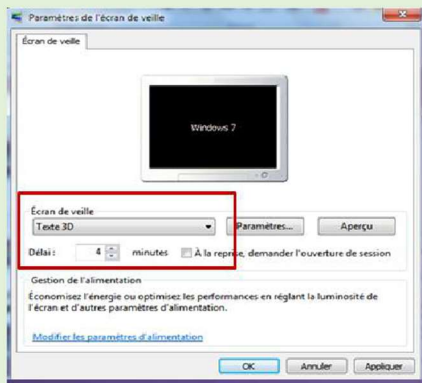 Paramètres de l'écran de veille
Écran de veille
Windows 7
Écran de veille
Texte 3D
Paramètres...
Aperçu
Délai :
4
minutes
À la reprise, demander l'ouverture de session
Gestion de l'alimentation
Économisez l'énergie ou optimisez les performances en réglant la luminosité de
l'écran et d'autres paramètres d'alimentation.
Modifier les paramètres d'alimentation
OK
Annuler
Appliquer